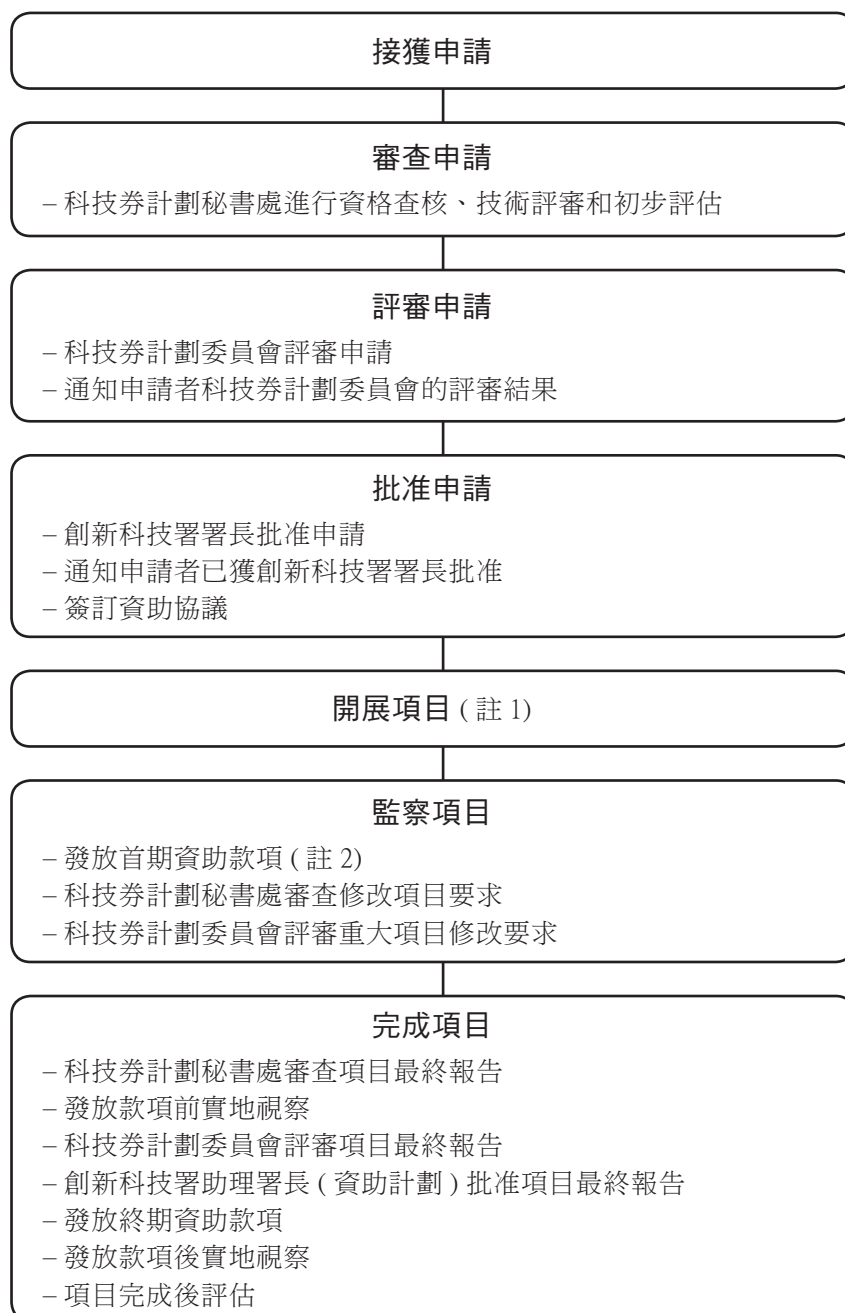 接獲申請
審查申請
– 科技券計劃秘書處進行資格查核、技術評審和初步評估
評審申請
– 科技券計劃委員會評審申請
– 通知申請者科技券計劃委員會的評審結果
批准申請
– 創新科技署署長批准申請
– 通知申請者已獲創新科技署署長批准
– 簽訂資助協議
開展項目 ( 註 1)
監察項目
– 發放首期資助款項 ( 註 2)
– 科技券計劃秘書處審查修改項目要求
– 科技券計劃委員會評審重大項目修改要求
完成項目
– 科技券計劃秘書處審查項目最終報告
– 發放款項前實地視察
– 科技券計劃委員會評審項目最終報告
– 創新科技署助理署長 ( 資助計劃 ) 批准項目最終報告
– 發放終期資助款項
– 發放款項後實地視察
– 項目完成後評估